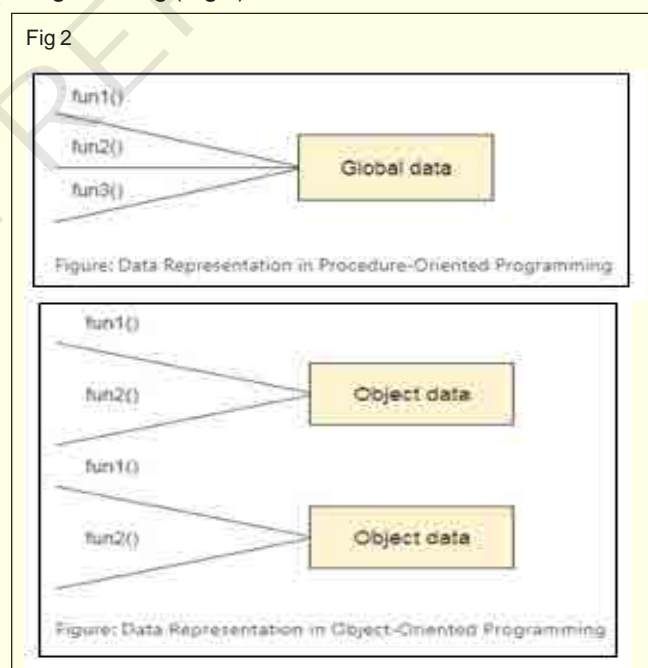 Fig 2
fun1()
fun2()
Global data
fun3()
Figure: Data Representation in Procedure-Oriented Programming
fun1()
Object data
fun2()
fun1()
Object data
fun2()
Figure: Data Representation in Object-Oriented Programming